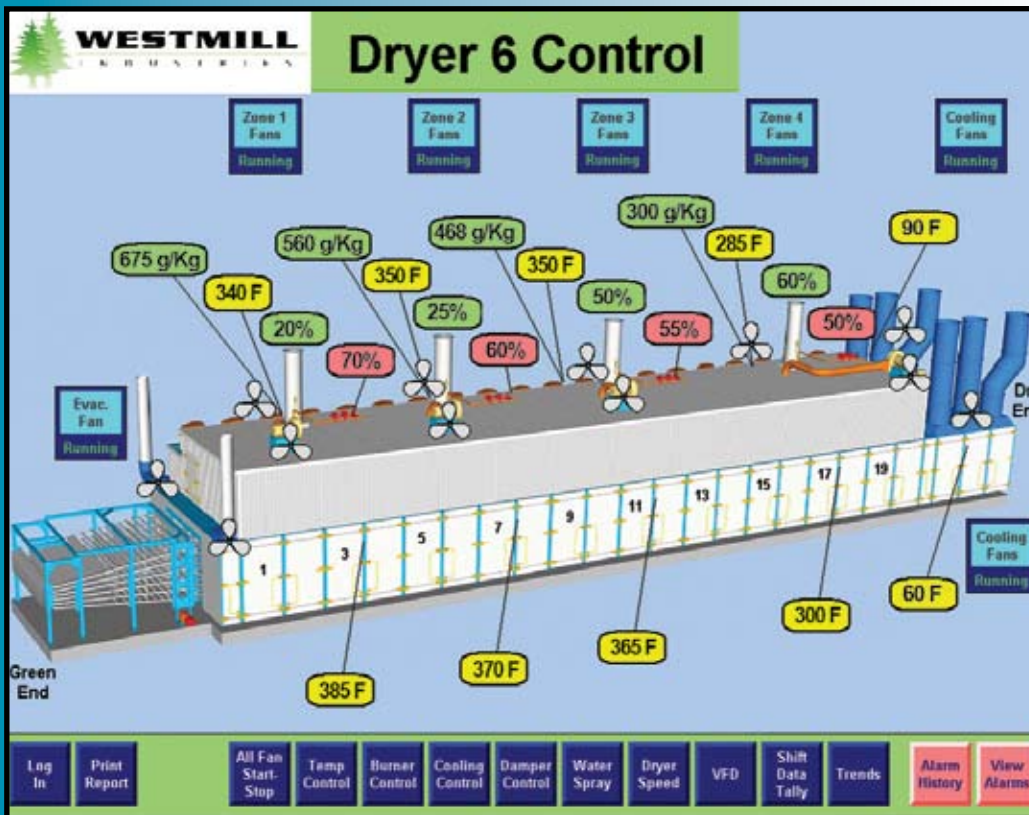 WESTMILL
INDUSTRIES
Dryer 6 Control
Zone 1
Fans
Running
Zone 2
Fans
Running
Zone 3
Fans
Running
Zone 4
Fans
Running
Cooling
Fans
Running
675 g/Kg
340 F
560 g/Kg
350 F
468 g/Kg
350 F
300 g/Kg
285 F
90 F
20%
70%
25%
60%
50%
55%
60%
50%
Evac.
Fan
Running
1
3
5
7
9
11
13
15
17
19
Cooling
Fans
Running
385 F
370 F
365 F
300 F
60 F
Green
End
Log
In
Print
Report
All Fan
Start-
Stop
Temp
Control
Burner
Control
Cooling
Control
Damper
Control
Water
Spray
Dryer
Speed
VFD
Shift
Data
Tally
Trends
Alarm
History
View
Alarms